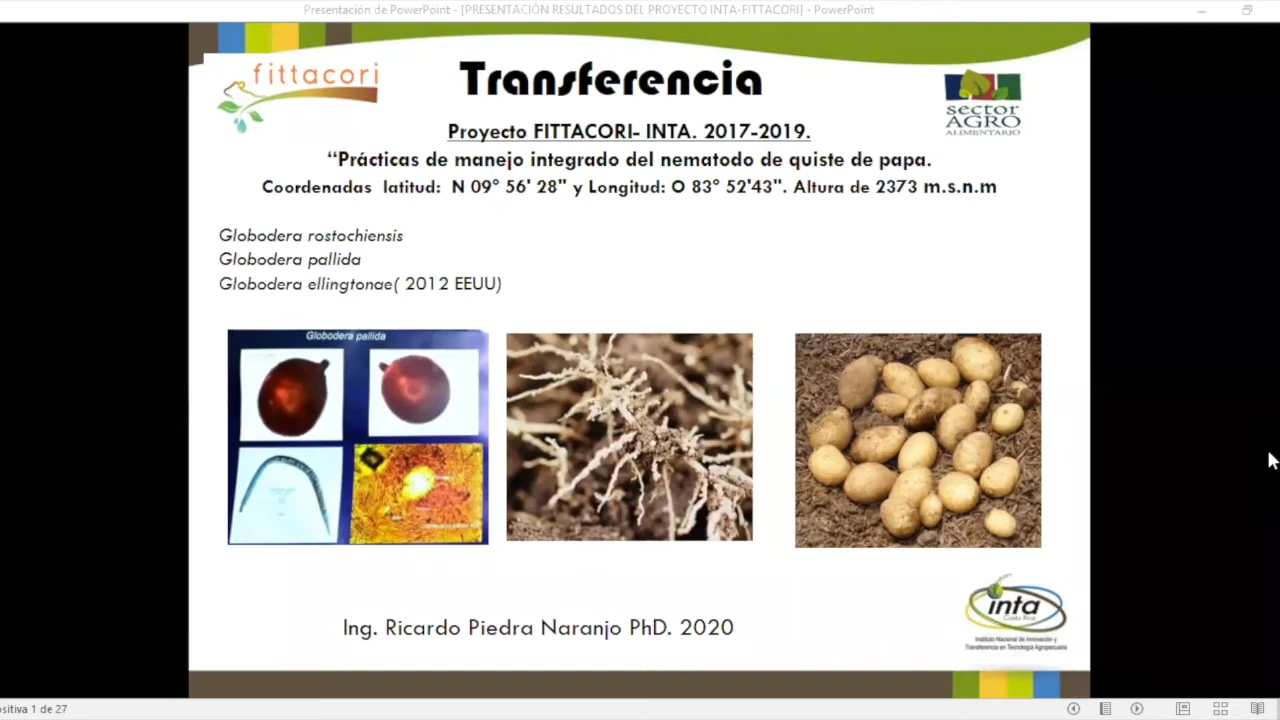 Presentación de PowerPoint - [PRESENTACIÓN RESULTADOS DEL PROYECTO INTA-FITTACORI] - PowerPoint
fittacori
Transferencia
sector
AGRO
ALIMENTARIO
Proyecto FITTACORI- INTA. 2017-2019.
“Prácticas de manejo integrado del nematodo de quiste de papa.
Coordenadas latitud: N 09° 56' 28" y Longitud: O 83° 52'43". Altura de 2373 m.s.n.m
Globodera rostochiensis
Globodera pallida
Globodera ellingtonae( 2012 EEUU)
Globodera pallida
inta
Costa Rica
Instituto Nacional de Innovación y
Transferencia en Tecnología Agropecuaria
Ing. Ricardo Piedra Naranjo PhD. 2020
ositiva 1 de 27